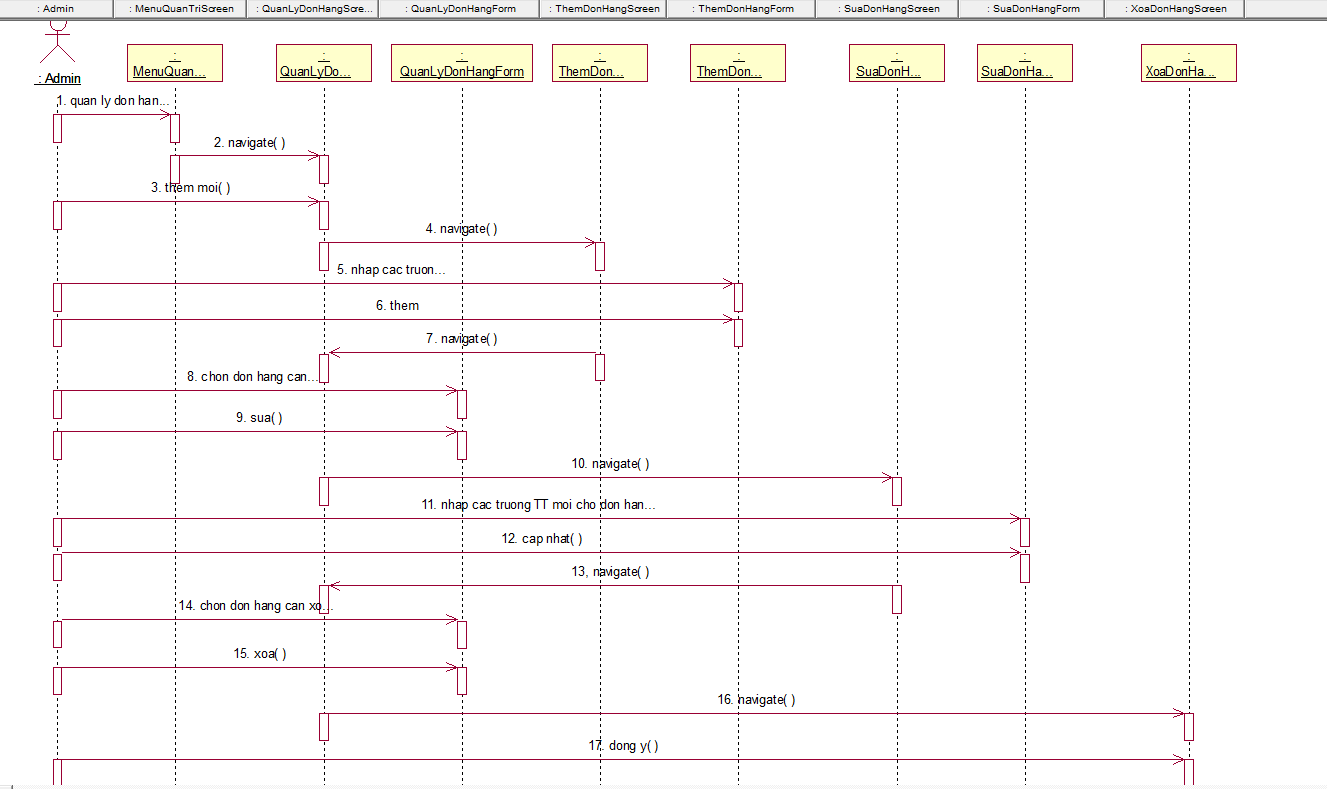 : Admin
: MenuQuanTriScreen
: QuanLyDonHangScre...
: QuanLyDonHangForm
: ThemDonHangScreen
: ThemDonHangForm
: SuaDonHangScreen
: SuaDonHangForm
: XoaDonHangScreen
: Admin
:
MenuQuan...
:
QuanLyDo...
:
QuanLyDonHangForm
:
ThemDon...
:
ThemDon...
:
SuaDonH...
:
SuaDonHa...
:
XoaDonHa...
1. quan ly don han...
2. navigate( )
3. them moi( )
4. navigate( )
5. nhap cac truon...
6. them
7. navigate( )
8. chon don hang can...
9. sua( )
10. navigate( )
11. nhap cac truong TT moi cho don han...
12. cap nhat( )
13, navigate( )
14. chon don hang can xo...
15. xoa( )
16. navigate( )
17. dong y( )